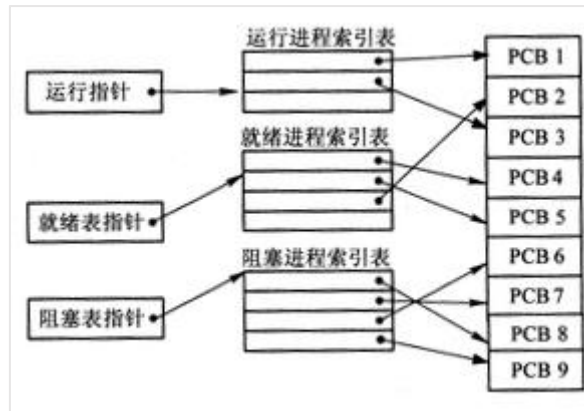 运行进程索引表
运行指针
就绪进程索引表
就绪表指针
阻塞进程索引表
阻塞表指针
PCB 1
PCB 2
PCB 3
PCB 4
PCB 5
PCB 6
PCB 7
PCB 8
PCB 9